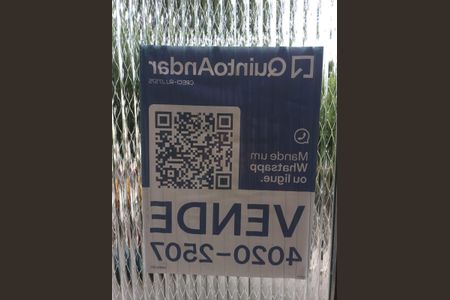 QuintoAndar
Mande um
Whatsapp
ou ligue.
VENDE
4020-2507